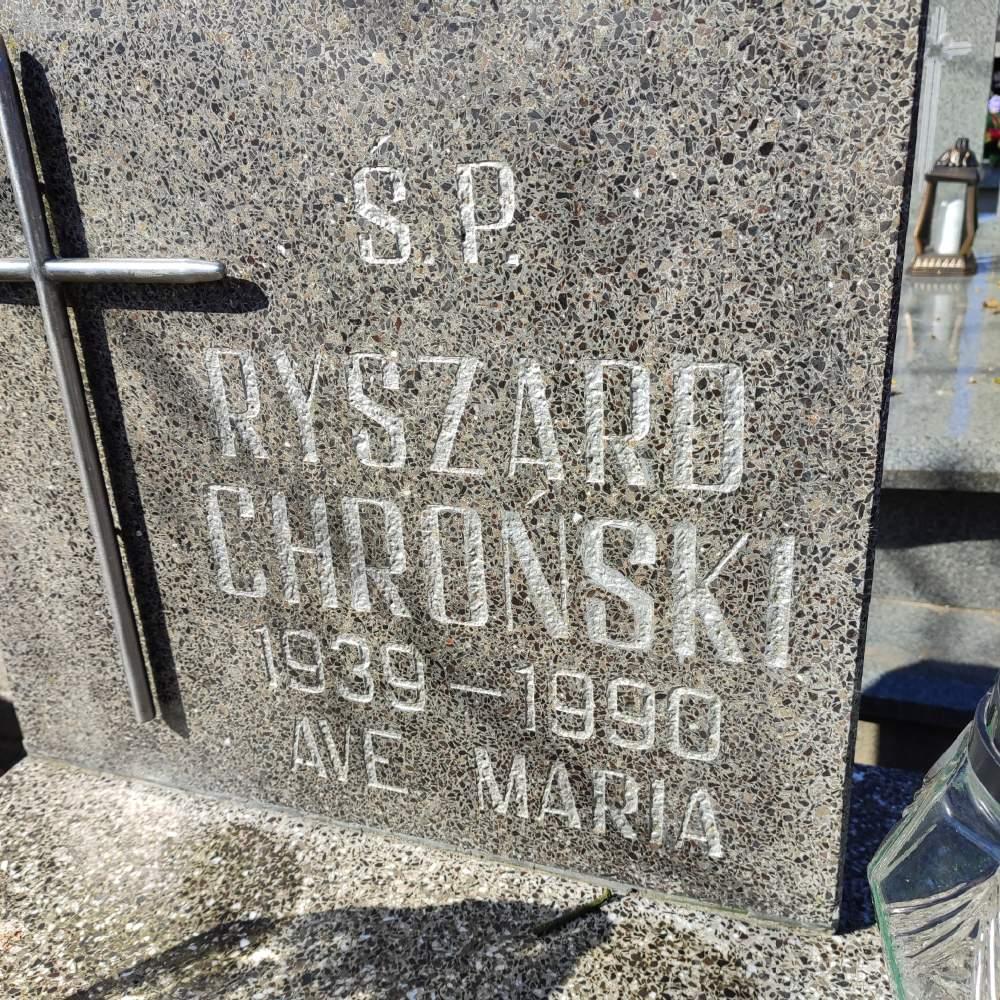 Ś.P.
RYSZARD
CHROŃSKI
1939-1990
AVE MARIA